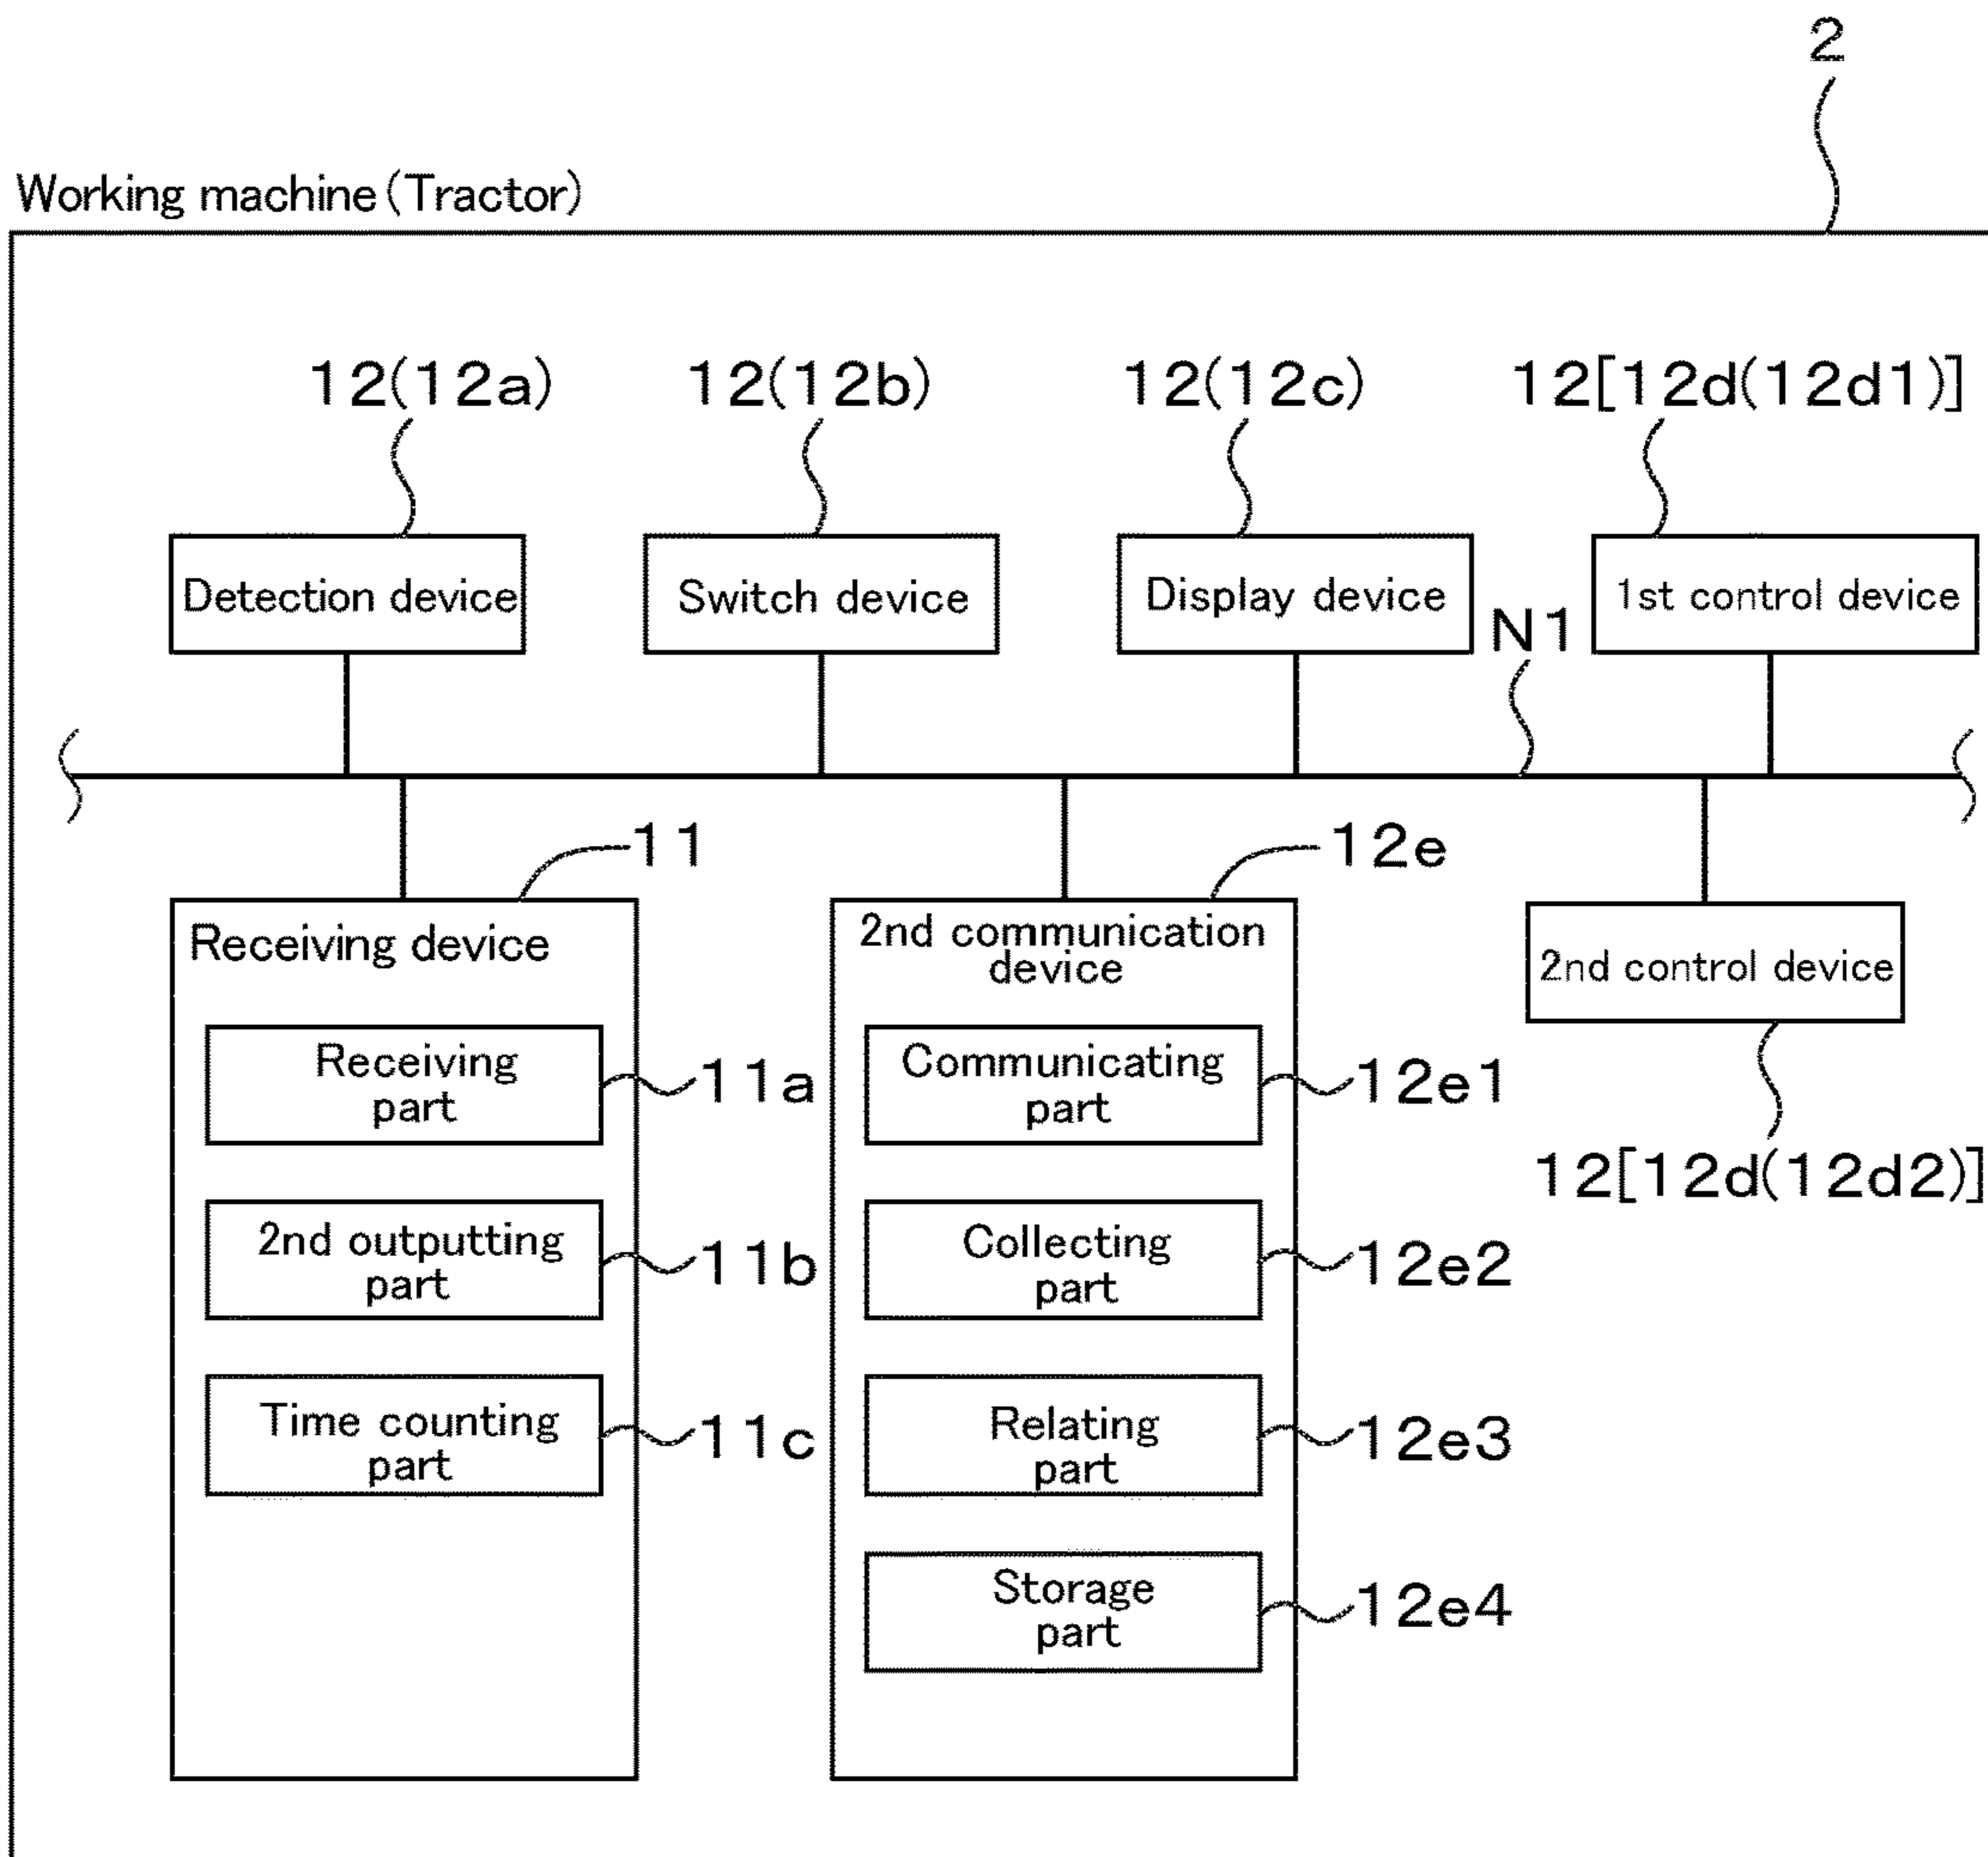 2
Working machine(Tractor)
12(12a)
12(12b)
12(12c)
12[12d(12d1)]
Detection device
Switch device
Display device
1st control device
N1
11
12e
Receiving device
2nd communication
device
2nd control device
Receiving
part
11a
Communicating
part
12e1
12[12d(12d2)]
2nd outputting
part
11b
Collecting
part
12e2
Time counting
part
11c
Relating
part
12e3
Storage
part
12e4